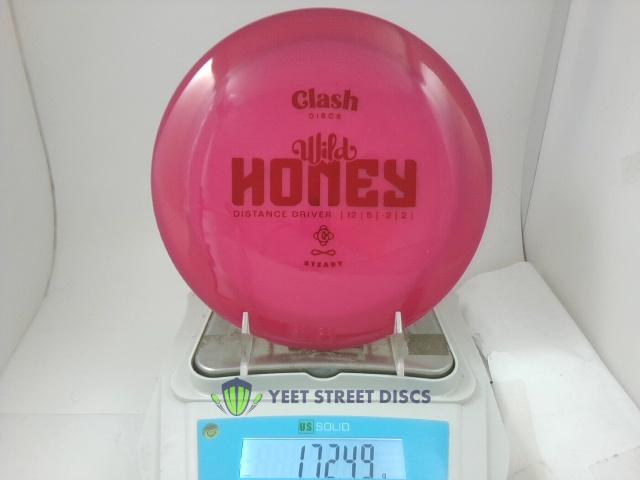 Clash
DISCS
Wild
HONEY
DISTANCE DRIVER | 12 | 5 | -2 | 2 |
STEADY
YEET STREET DISCS
US SOLID
172.49 g